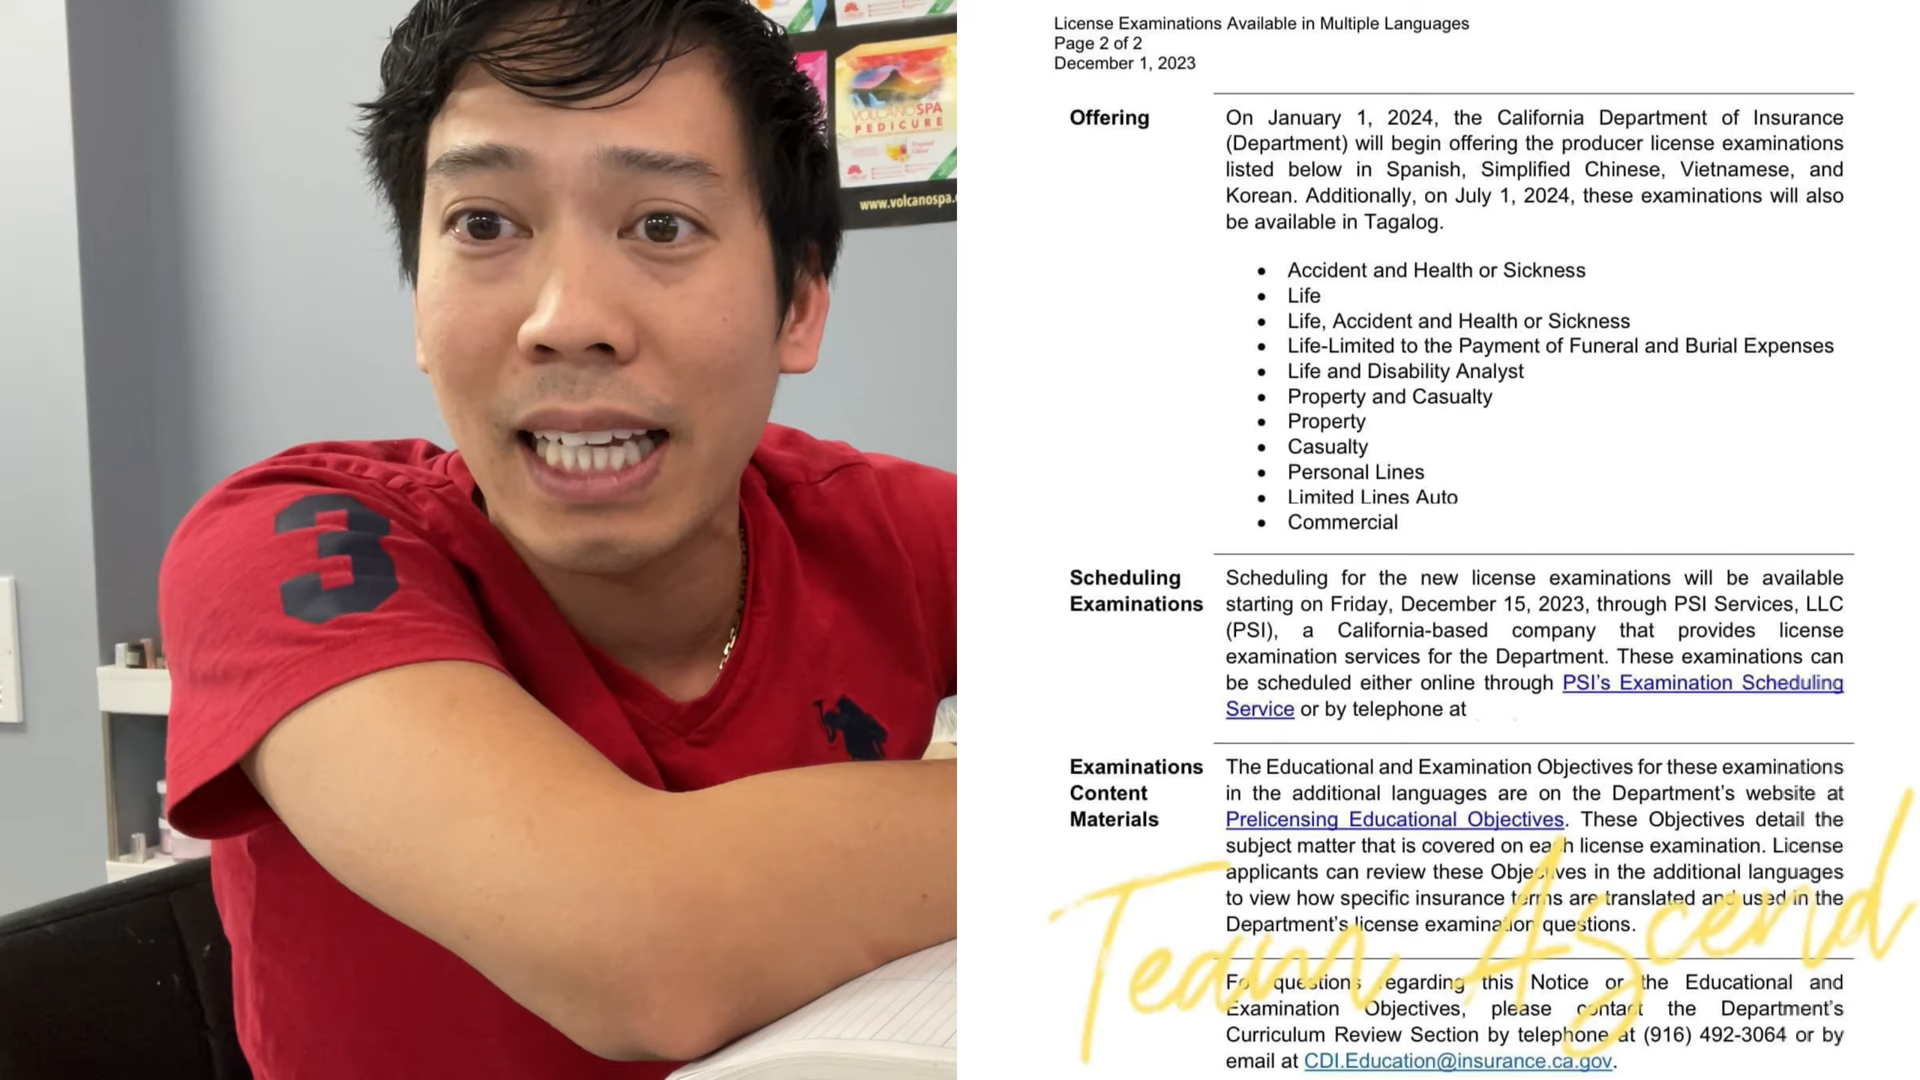 3
VOLCANO SPA
PEDICURE
www.volcanospa.
License Examinations Available in Multiple Languages
Page 2 of 2
December 1, 2023
Offering
On January 1, 2024, the California Department of Insurance
(Department) will begin offering the producer license examinations
listed below in Spanish, Simplified Chinese, Vietnamese, and
Korean. Additionally, on July 1, 2024, these examinations will also
be available in Tagalog.
• Accident and Health or Sickness
• Life
• Life, Accident and Health or Sickness
• Life-Limited to the Payment of Funeral and Burial Expenses
• Life and Disability Analyst
• Property and Casualty
• Property
• Casualty
• Personal Lines
• Limited Lines Auto
• Commercial
Scheduling
Examinations
Scheduling for the new license examinations will be available
starting on Friday, December 15, 2023, through PSI Services, LLC
(PSI), a California-based company that provides license
examination services for the Department. These examinations can
be scheduled either online through PSI's Examination Scheduling
Service or by telephone at
Examinations
Content
Materials
The Educational and Examination Objectives for these examinations
in the additional languages are on the Department's website at
Prelicensing Educational Objectives. These Objectives detail the
subject matter that is covered on each license examination. License
applicants can review these Objectives in the additional languages
to view how specific insurance terms are translated and used in the
Department's license examination questions.
For questions regarding this Notice or the Educational and
Examination Objectives, please contact the Department's
Curriculum Review Section by telephone at (916) 492-3064 or by
email at CDI.Education@insurance.ca.gov.
Team Ascend